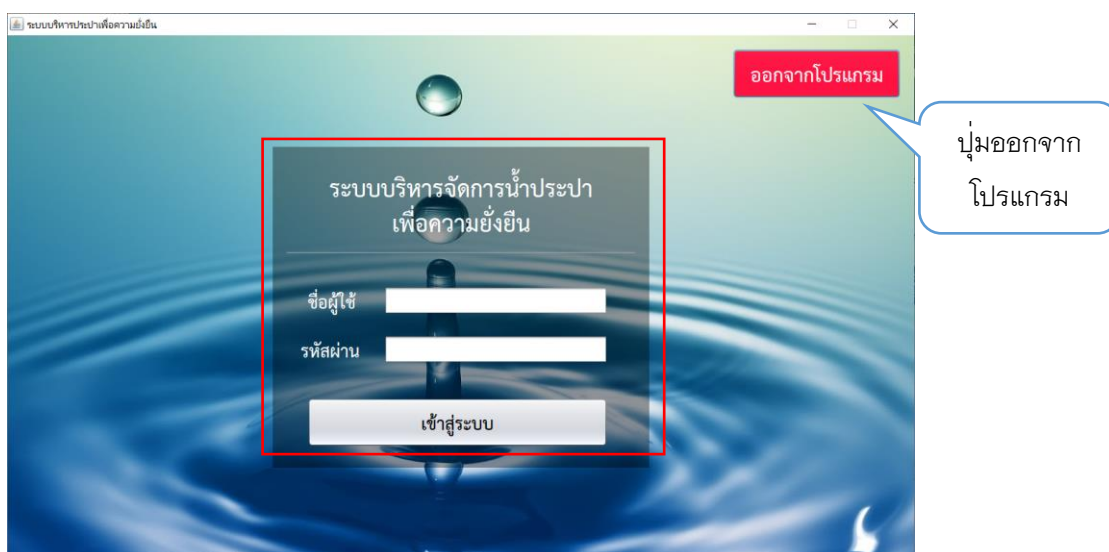 ระบบบริหารประปาเพื่อความยั่งยืน
ออกจากโปรแกรม
ปุ่มออกจาก
โปรแกรม
ระบบบริหารจัดการน้ำประปา
เพื่อความยั่งยืน
ชื่อผู้ใช้
รหัสผ่าน
เข้าสู่ระบบ